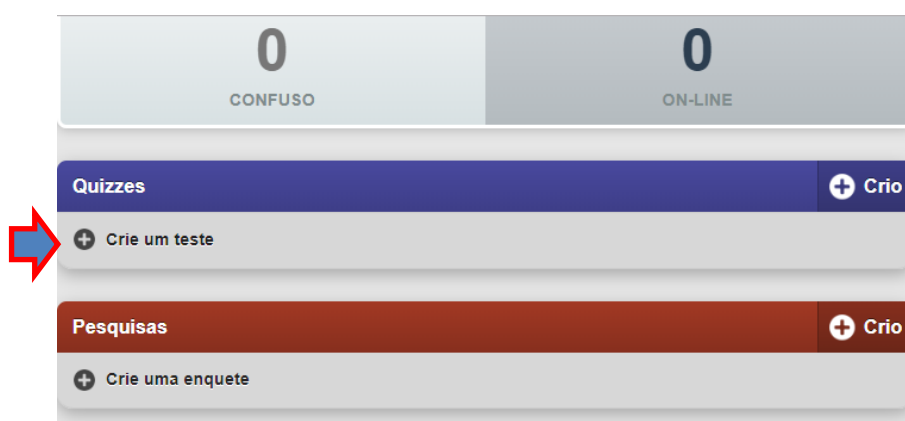 0 0
CONFUSO ON-LINE
Quizzes Crio
Crie um teste
Pesquisas Crio
Crie uma enquete